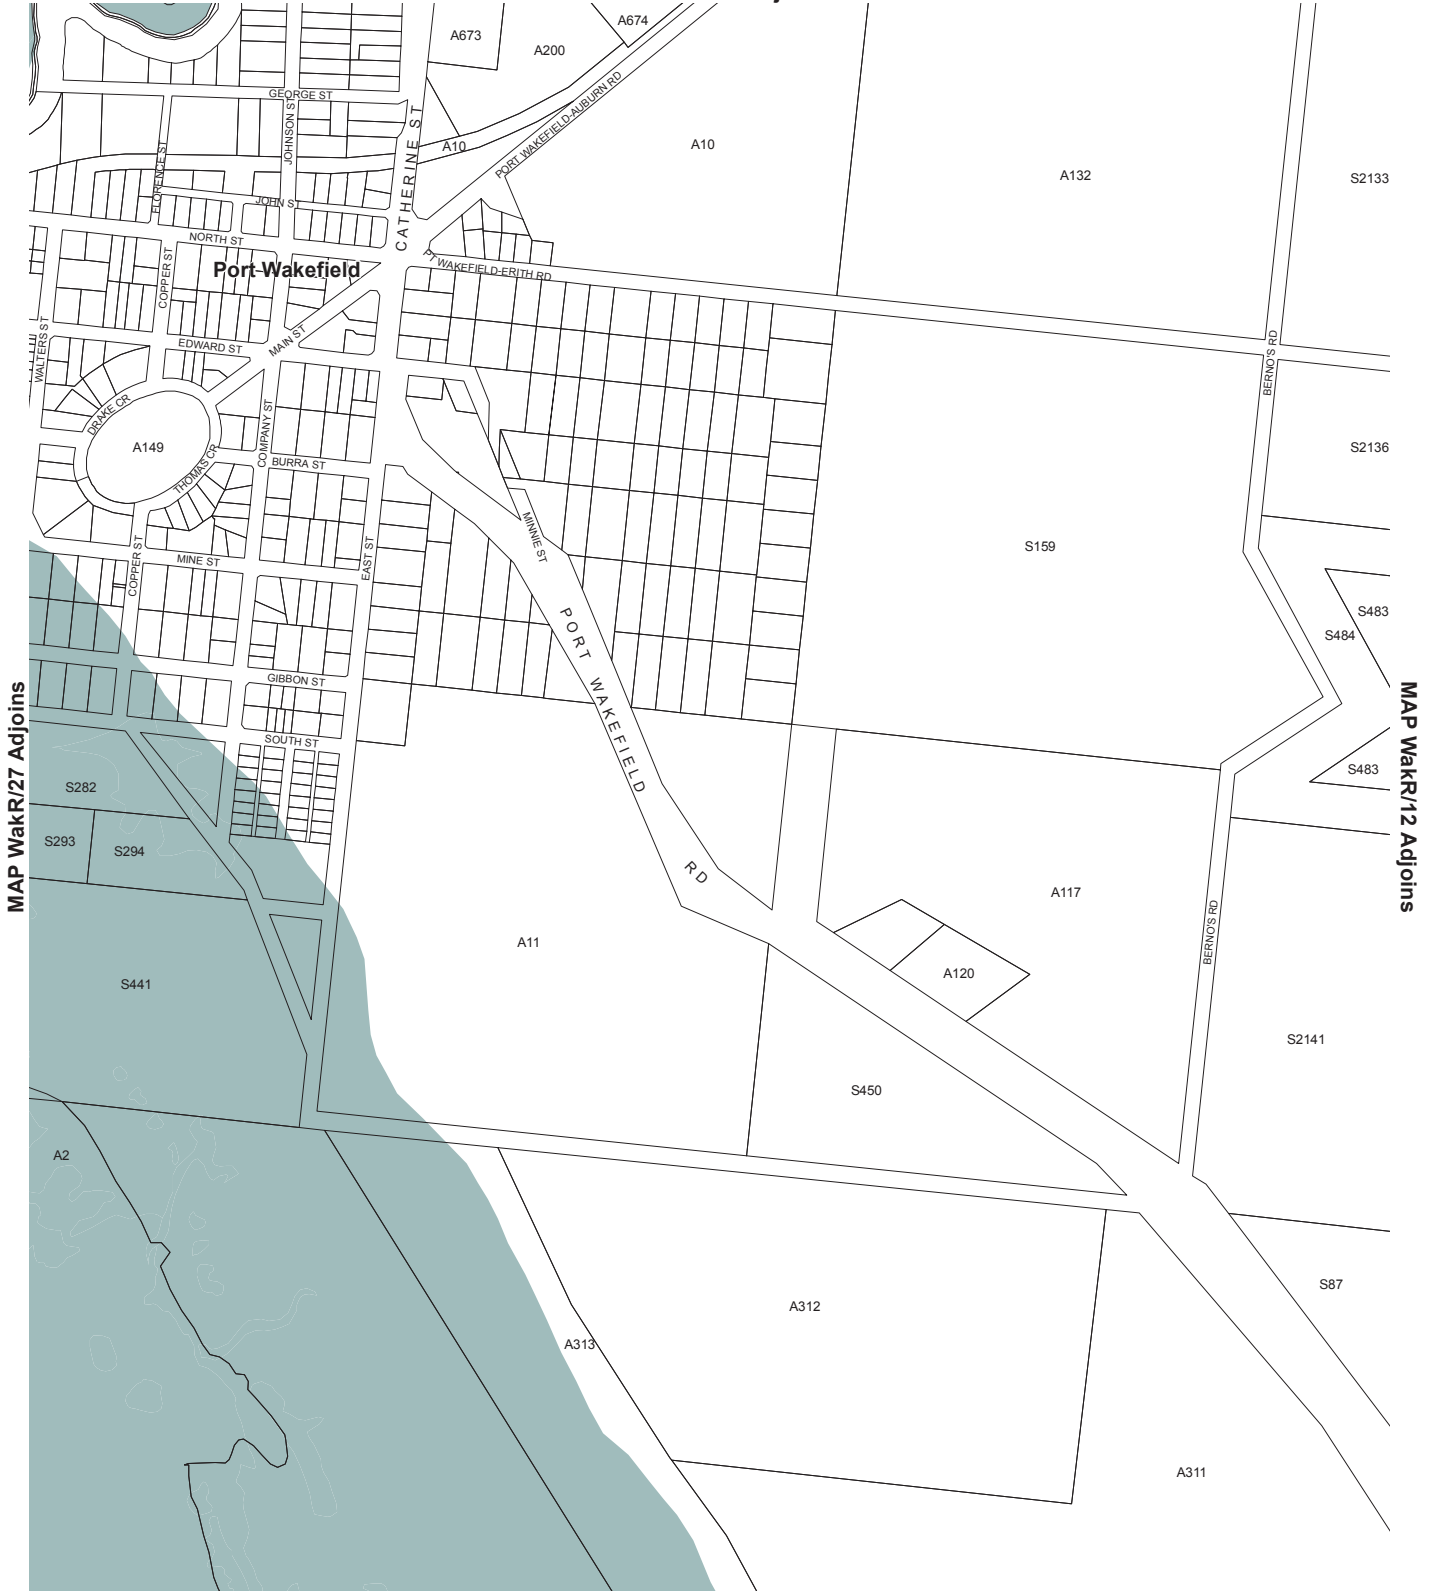 A674
A673
A200
GEORGE ST
JOHNSON ST
CATHERINE ST
PORT WAKEFIELD-AUBURN RD
A10
A10
A132
S2133
FLORENCE ST
JOHN ST
NORTH ST
COPPER ST
Port Wakefield
PT WAKEFIELD-ERITH RD
WALTERS ST
EDWARD ST
MAIN ST
BERNO'S RD
DRAKE CR
A149
THOMAS CR
COMPANY ST
BURRA ST
S2136
MINNIE ST
S159
COPPER ST
MINE ST
EAST ST
S483
S484
PORT WAKEFIELD RD
GIBBON ST
SOUTH ST
MAP WakR/27 Adjoins
MAP WakR/12 Adjoins
S483
S282
S293
S294
A117
BERNO'S RD
A11
A120
S441
S2141
S450
A2
S87
A312
A313
A311